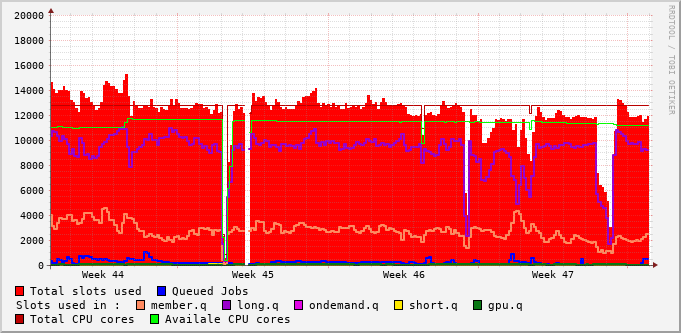 20000
18000
16000
14000
12000
10000
8000
6000
4000
2000
0
Week 44 Week 45 Week 46 Week 47
RRDTOOL / TOBI OETIKER
Total slots used Queued Jobs
Slots used in : member.q long.q ondemand.q short.q gpu.q
Total CPU cores Availale CPU cores